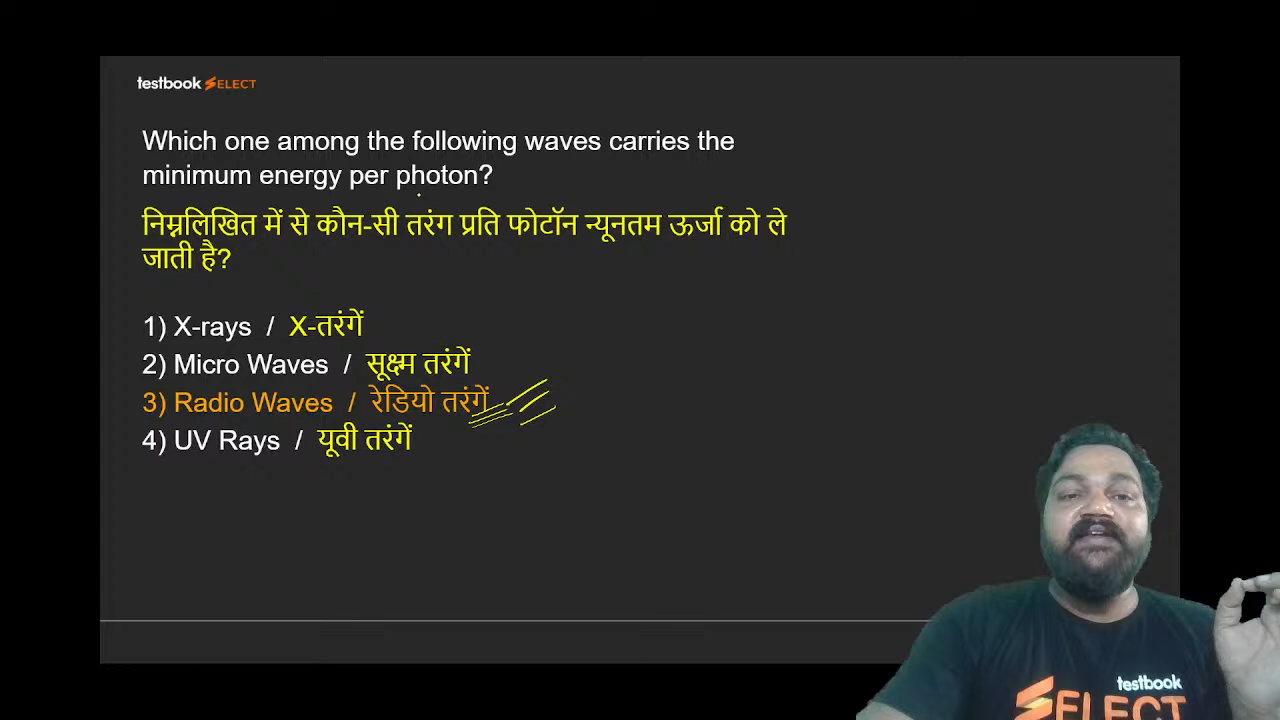 testbook SELECT
Which one among the following waves carries the
minimum energy per photon?
निम्नलिखित में से कौन-सी तरंग प्रति फोटॉन न्यूनतम ऊर्जा को ले
जाती है?
1) X-rays / X-तरंगें
2) Micro Waves / सूक्ष्म तरंगें
3) Radio Waves / रेडियो तरंगें
4) UV Rays / यूवी तरंगें
testbook
SELECT